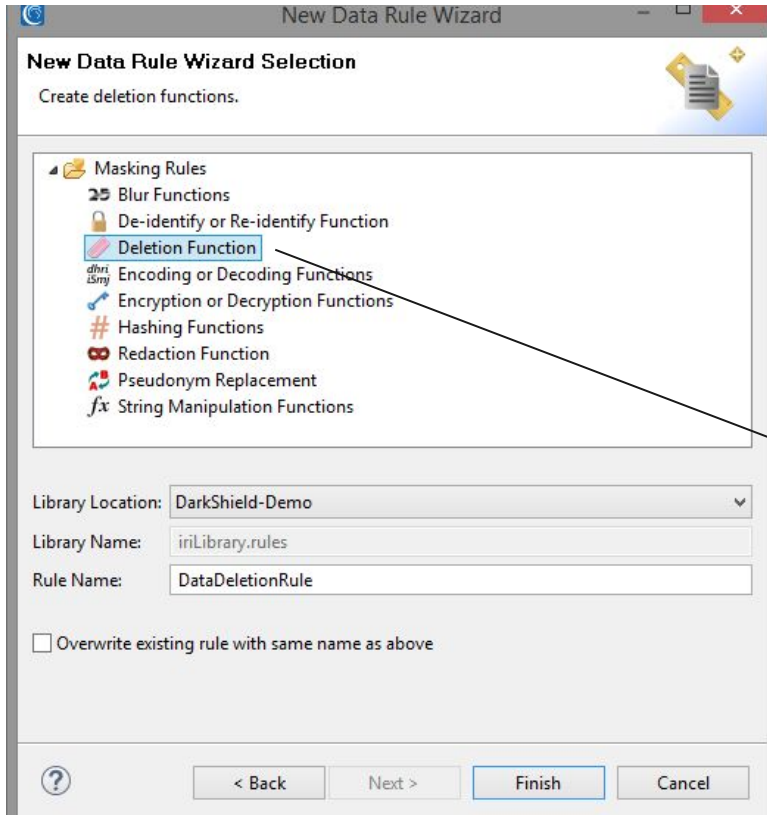 New Data Rule Wizard
New Data Rule Wizard Selection
Create deletion functions.
Masking Rules
25 Blur Functions
De-identify or Re-identify Function
Deletion Function
dhri
iSmj
Encoding or Decoding Functions
Encryption or Decryption Functions
# Hashing Functions
Redaction Function
A B Pseudonym Replacement
fx String Manipulation Functions
Library Location: DarkShield-Demo
Library Name: iriLibrary.rules
Rule Name: DataDeletionRule
Overwrite existing rule with same name as above
? < Back Next > Finish Cancel